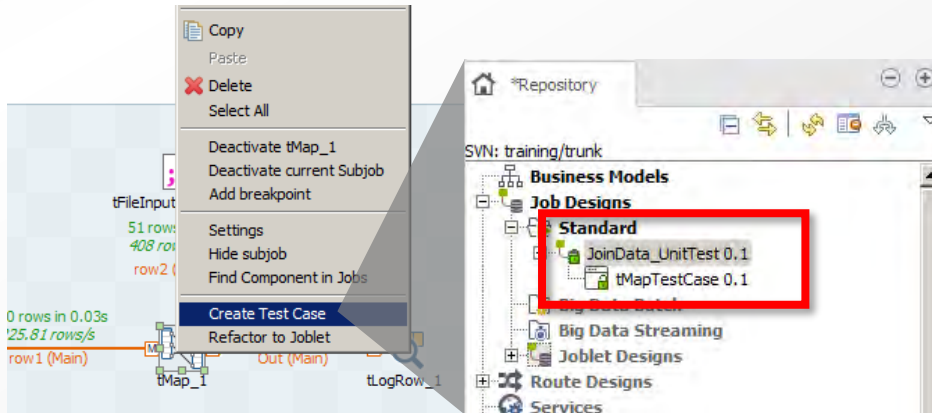 Copy
Paste
Delete
Select All
Deactivate tMap_1
Deactivate current Subjob
Add breakpoint
Settings
Hide subjob
Find Component in Jobs
Create Test Case
Refactor to Joblet
tFileInput
51 rows
408 row
row2 (
0 rows in 0.03s
225.81 rows/s
row1 (Main)
Out (Main)
tMap_1
tLogRow_1
*Repository
SVN: training/trunk
Business Models
Job Designs
Standard
JoinData_UnitTest 0.1
tMapTestCase 0.1
Big Data Batch
Big Data Streaming
Joblet Designs
Route Designs
Services